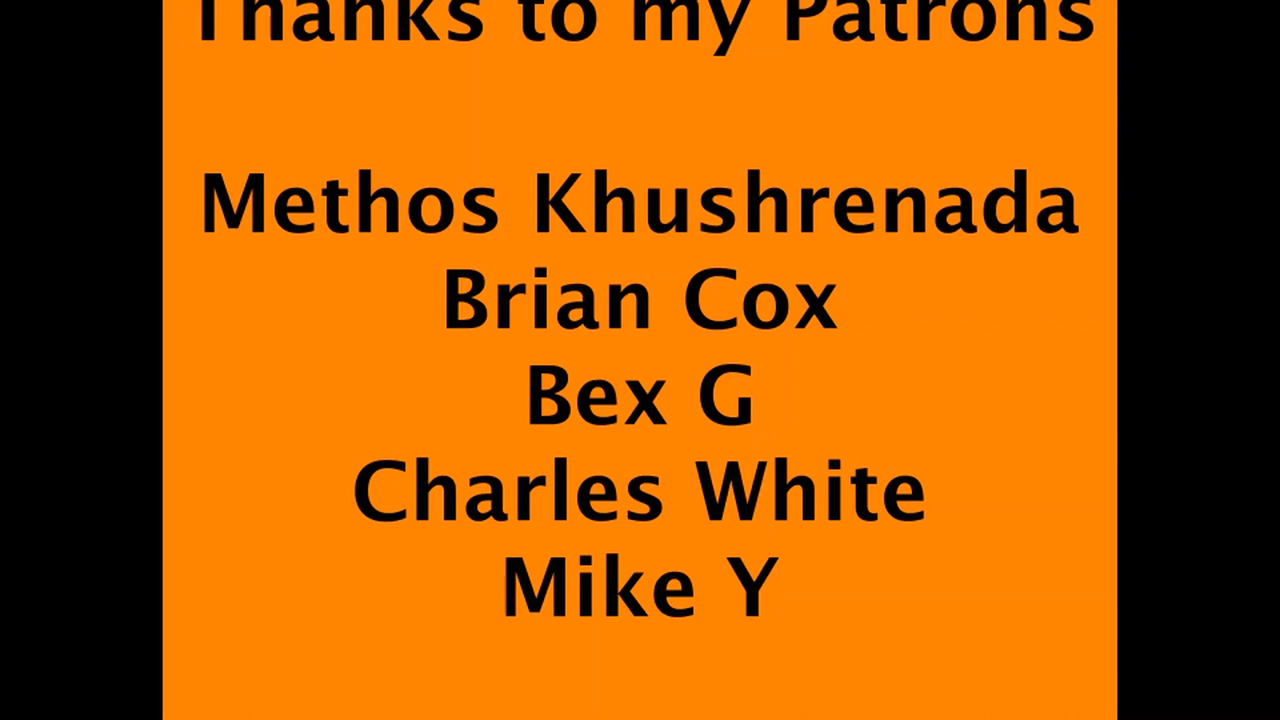 Thanks to my Patrons
Methos Khushrenada
Brian Cox
Bex G
Charles White
Mike Y